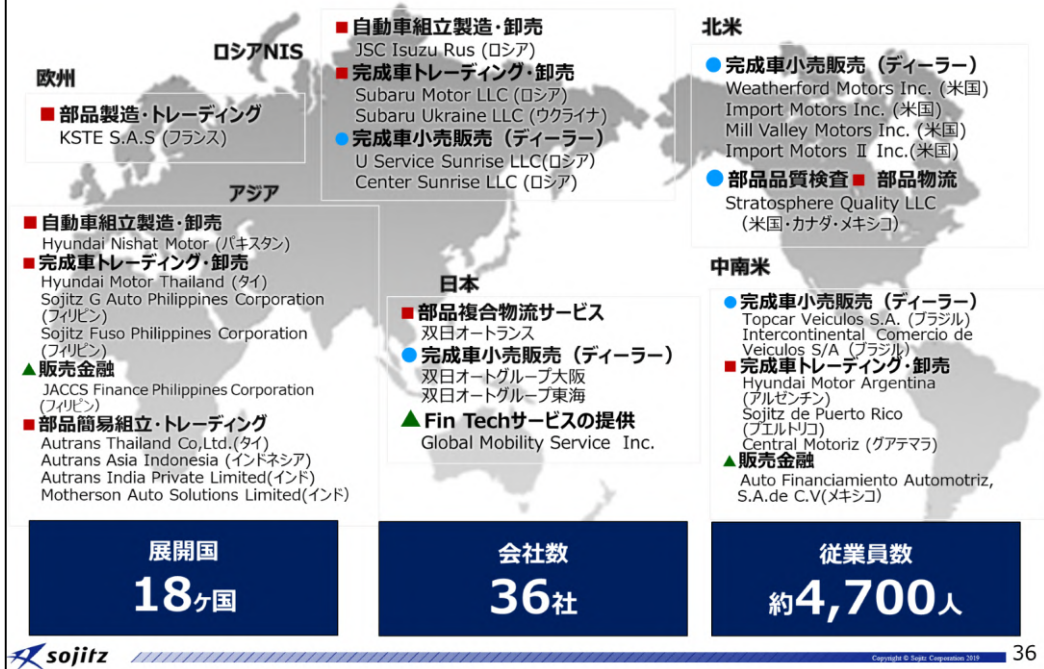 欧州
■部品製造・トレーディング
KSTE S.A.S (フランス)
ロシアNIS
■自動車組立製造・卸売
JSC Isuzu Rus (ロシア)
■完成車トレーディング・卸売
Subaru Motor LLC (ロシア)
Subaru Ukraine LLC (ウクライナ)
●完成車小売販売（ディーラー）
U Service Sunrise LLC(ロシア)
Center Sunrise LLC (ロシア)
北米
●完成車小売販売（ディーラー）
Weatherford Motors Inc. (米国)
Import Motors Inc. (米国)
Mill Valley Motors Inc. (米国)
Import Motors Ⅱ Inc.(米国)
●部品品質検査■ 部品物流
Stratosphere Quality LLC
（米国・カナダ・メキシコ）
アジア
■自動車組立製造・卸売
Hyundai Nishat Motor (パキスタン)
■完成車トレーディング・卸売
Hyundai Motor Thailand (タイ)
Sojitz G Auto Philippines Corporation
(フィリピン)
Sojitz Fuso Philippines Corporation
(フィリピン)
▲販売金融
JACCS Finance Philippines Corporation
(フィリピン)
■部品簡易組立・トレーディング
Autrans Thailand Co,Ltd.(タイ)
Autrans Asia Indonesia (インドネシア)
Autrans India Private Limited(インド)
Motherson Auto Solutions Limited(インド)
日本
■部品複合物流サービス
双日オートランス
●完成車小売販売（ディーラー）
双日オートグループ大阪
双日オートグループ東海
▲Fin Techサービスの提供
Global Mobility Service Inc.
中南米
●完成車小売販売（ディーラー）
Topcar Veiculos S.A. (ブラジル)
Intercontinental Comercio de
Veiculos S/A (ブラジル)
■完成車トレーディング・卸売
Hyundai Motor Argentina
(アルゼンチン)
Sojitz de Puerto Rico
(プエルトリコ)
Central Motoriz (グアテマラ)
▲販売金融
Auto Financiamiento Automotriz,
S.A.de C.V(メキシコ)
展開国
18ヶ国
会社数
36社
従業員数
約4,700人
sojitz
Copyright © Sojitz Corporation 2019
36